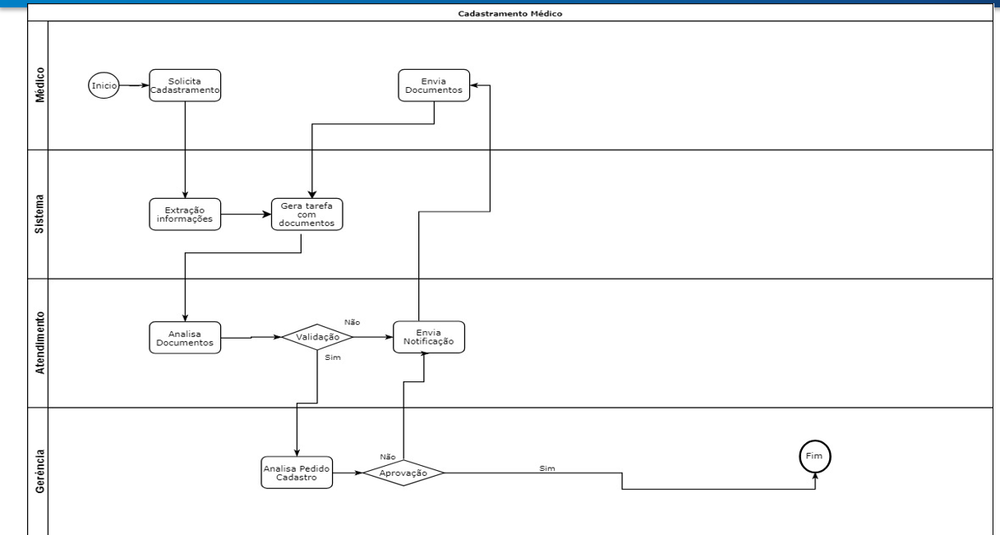 Cadastramento Médico
Médico
Inicio
Solicita
Cadastramento
Envia
Documentos
Sistema
Extração
informações
Gera tarefa
com
documentos
Atendimento
Analisa
Documentos
Validação
Não
Sim
Envia
Notificação
Gerência
Analisa Pedido
Cadastro
Não
Aprovação
Sim
Fim